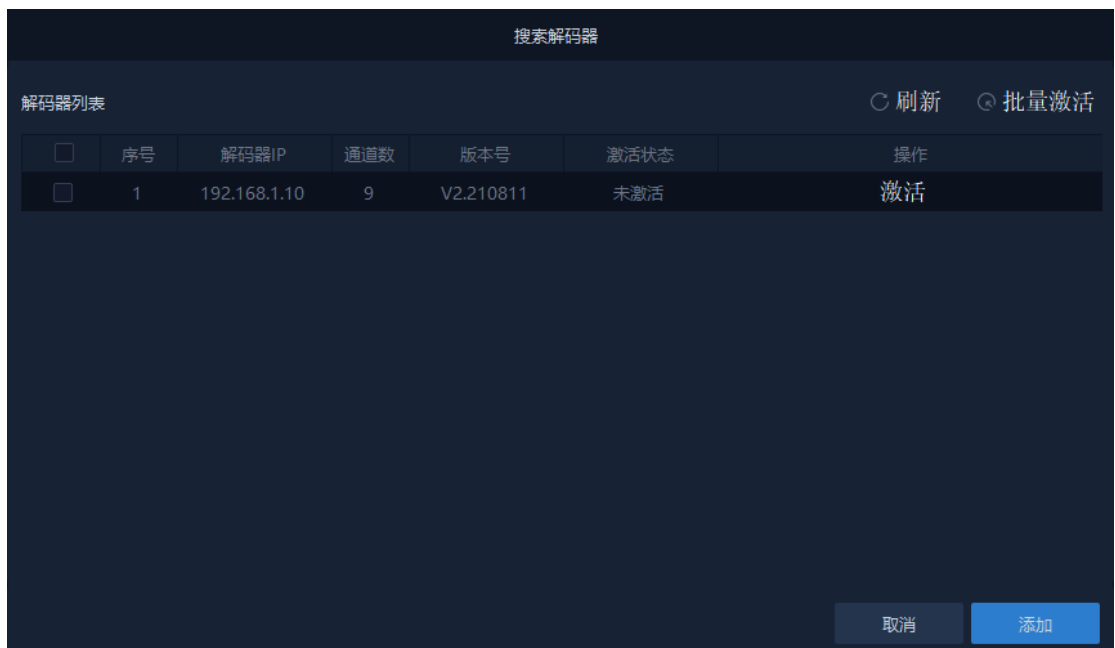 搜索解码器
解码器列表 刷新 批量激活
序号 解码器IP 通道数 版本号 激活状态 操作
1 192.168.1.10 9 V2.210811 未激活 激活
取消 添加